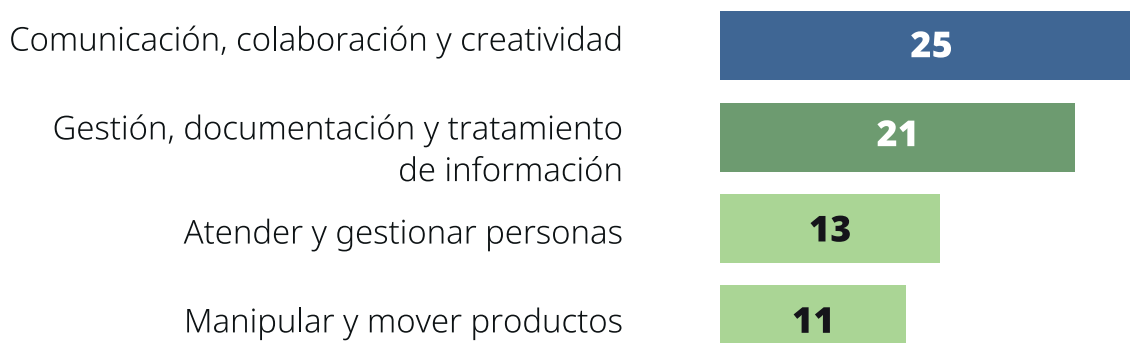 Comunicación, colaboración y creatividad
25
Gestión, documentación y tratamiento
de información
21
Atender y gestionar personas
13
Manipular y mover productos
11